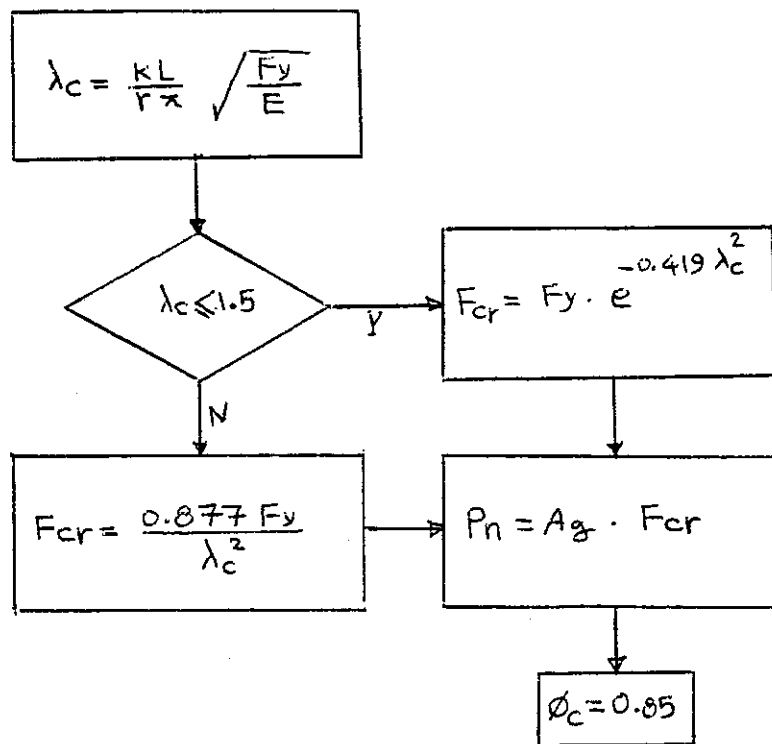 λc = KL/rπ √Fy/E
λc ≤ 1.5
Y
Fcr = Fy · e^-0.419 λc²
N
Fcr = 0.877 Fy/λc²
Pn = Ag · Fcr
Øc = 0.85